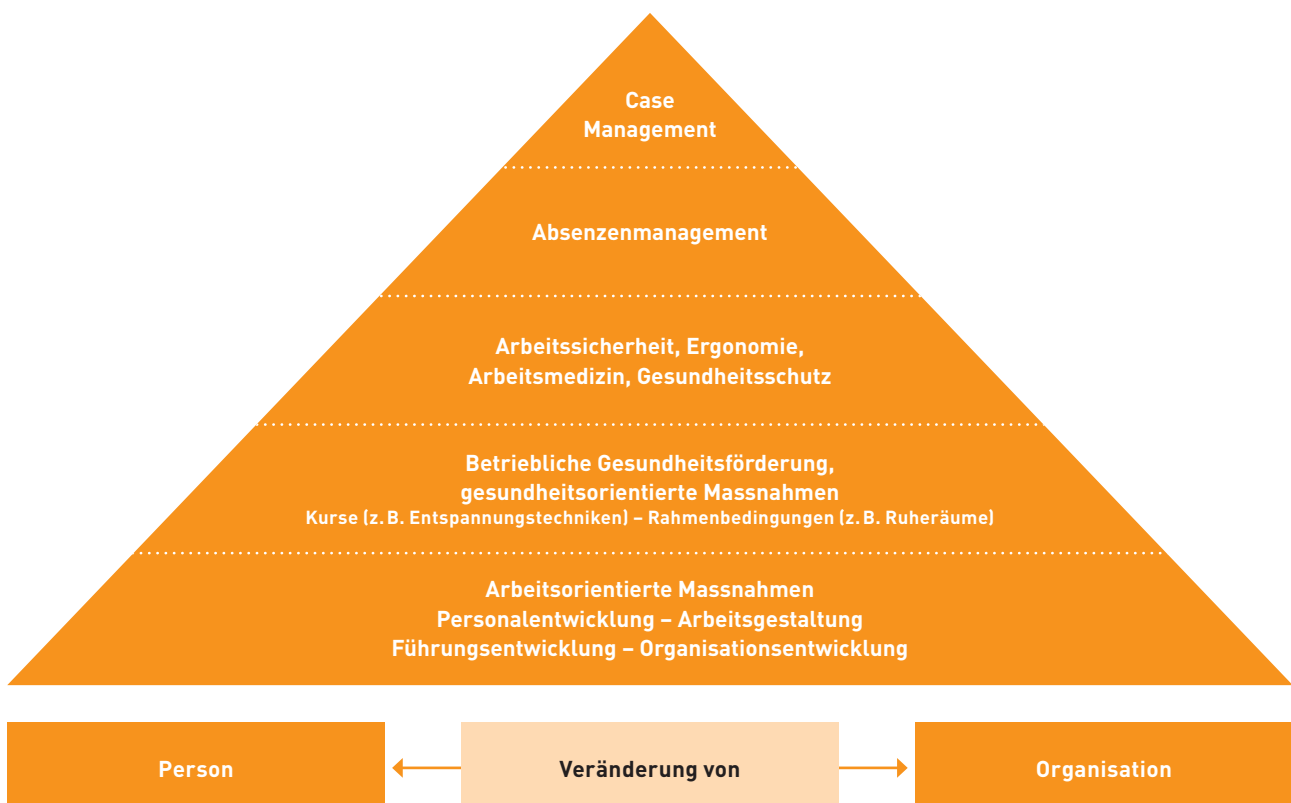 Case
Management
Absenzenmanagement
Arbeitssicherheit, Ergonomie,
Arbeitsmedizin, Gesundheitsschutz
Betriebliche Gesundheitsförderung,
gesundheitsorientierte Massnahmen
Kurse (z. B. Entspannungstechniken) – Rahmenbedingungen (z. B. Ruheräume)
Arbeitsorientierte Massnahmen
Personalentwicklung – Arbeitsgestaltung
Führungsentwicklung – Organisationsentwicklung
Person
Veränderung von
Organisation